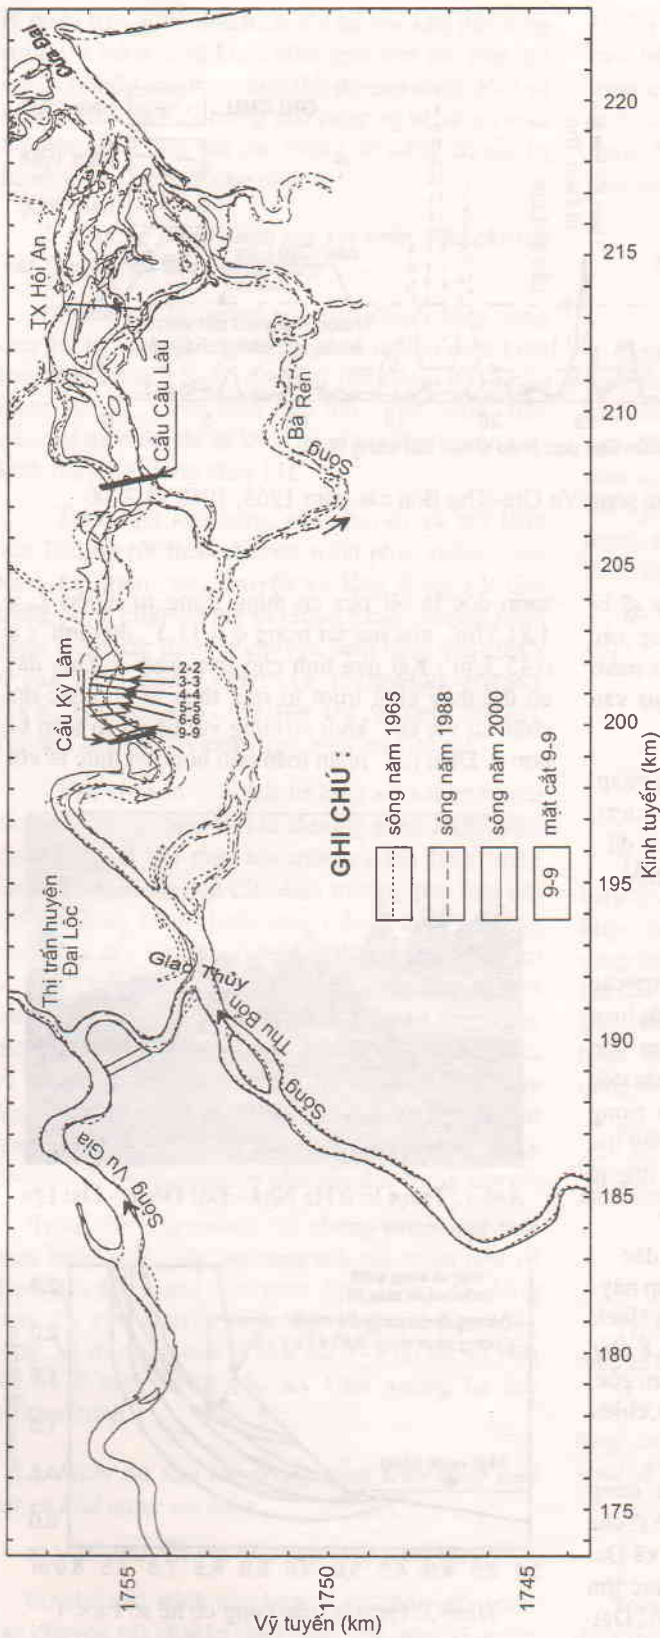 Thị trấn huyện
Đại Lộc
Cầu Kỳ Lâm
TX Hội An
Cửa Đại
Sông Vu Gia
Giao Thủy
Sông Thu Bồn
2-2
3-3
4-4
5-5
6-6
9-9
1-1
Cầu Câu Lâu
Sông
Bà Rén
GHI CHÚ :
sông năm 1965
sông năm 1988
sông năm 2000
9-9 mặt cắt 9-9
1755
1750
1745
Vỹ tuyến (km)
175
180
185
190
195
200
205
210
215
220
Kinh tuyến (km)